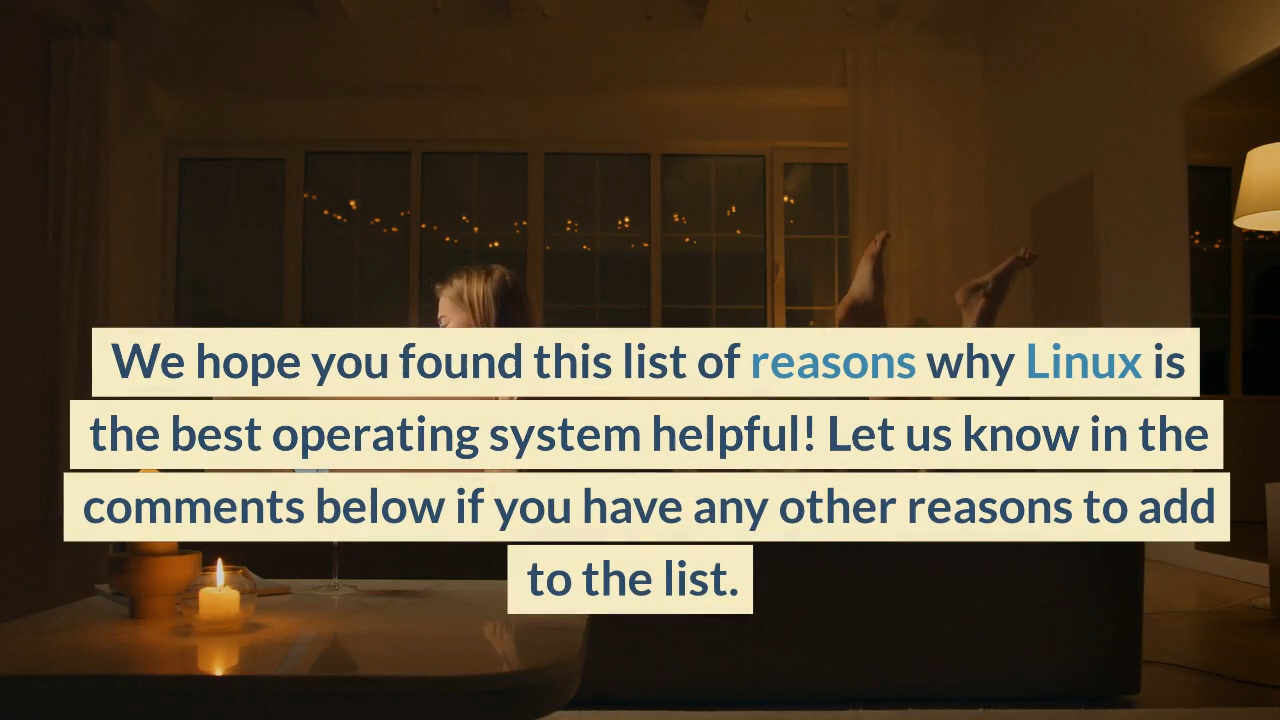 We hope you found this list of reasons why Linux is
the best operating system helpful! Let us know in the
comments below if you have any other reasons to add
to the list.